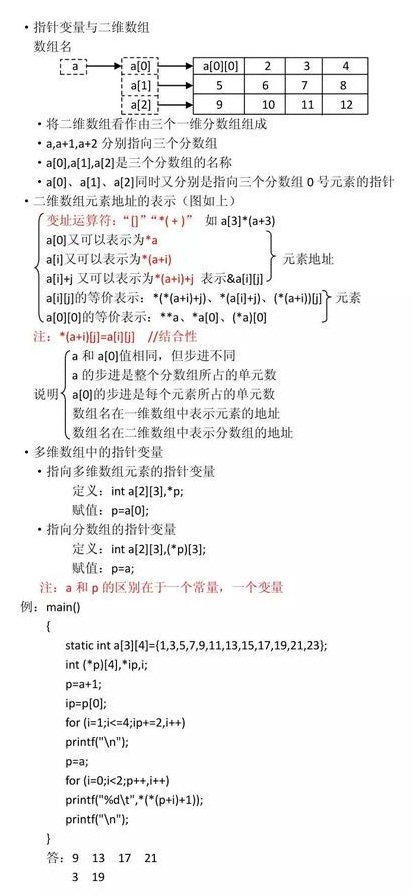 ·指针变量与二维数组
数组名
a a[0] a[0][0] 2 3 4
a[1] 5 6 7 8
a[2] 9 10 11 12
·将二维数组看作由三个一维分数组组成
·a,a+1,a+2 分别指向三个分数组
·a[0],a[1],a[2]是三个分数组的名称
·a[0]、a[1]、a[2]同时又分别是指向三个分数组 0 号元素的指针
·二维数组元素地址的表示（图如上）
变址运算符：“[]”“*( + )” 如 a[3]*(a+3)
a[0]又可以表示为*a
a[i]又可以表示为*(a+i) 元素地址
a[i]+j 又可以表示为*(a+i)+j 表示&a[i][j]
a[i][j]的等价表示：*(*(a+i)+j)、*(a[i]+j)、(*(a+i))[j] 元素
a[0][0]的等价表示：**a、*a[0]、(*a)[0]
注：*(a+i)[j]=a[i][j] //结合性
a 和 a[0]值相同，但步进不同
a 的步进是整个分数组所占的单元数
说明 a[0]的步进是每个元素所占的单元数
数组名在一维数组中表示元素的地址
数组名在二维数组中表示分数组的地址
·多维数组中的指针变量
·指向多维数组元素的指针变量
定义：int a[2][3],*p;
赋值：p=a[0];
·指向分数组的指针变量
定义：int a[2][3],(*p)[3];
赋值：p=a;
注：a 和 p 的区别在于一个常量，一个变量
例：main()
{
static int a[3][4]={1,3,5,7,9,11,13,15,17,19,21,23};
int (*p)[4],*ip,i;
p=a+1;
ip=p[0];
for (i=1;i<=4;ip+=2,i++)
printf("\n");
p=a;
for (i=0;i<2;p++,i++)
printf("%d\t",*(*(p+i)+1));
printf("\n");
}
答：9 13 17 21
3 19